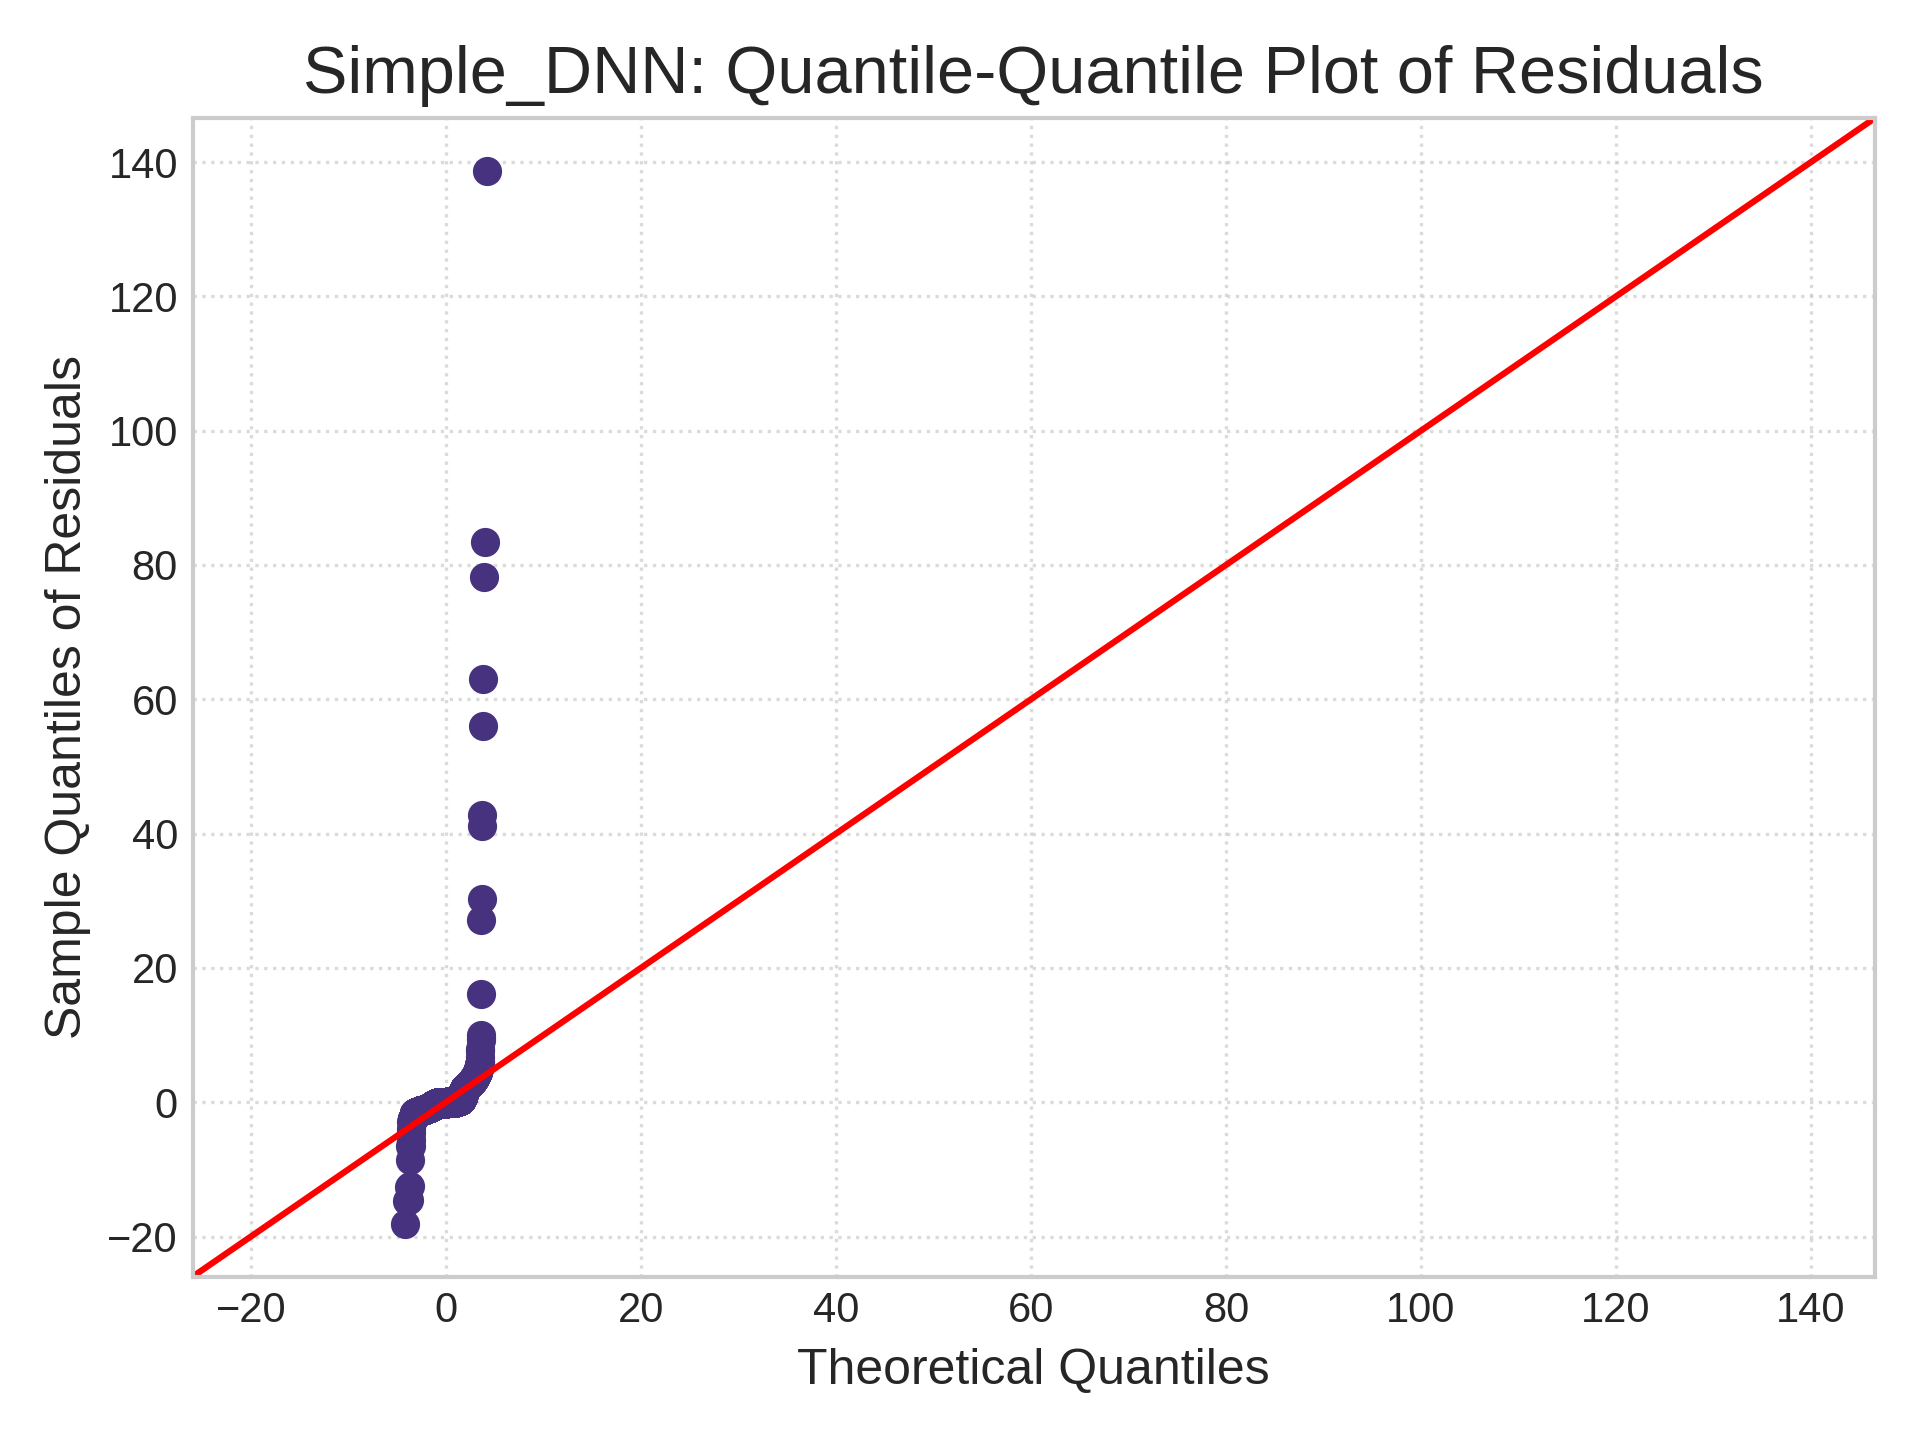 Simple_DNN: Quantile-Quantile Plot of Residuals
140
120
100
80
60
40
20
0
−20
Sample Quantiles of Residuals
−20 0 20 40 60 80 100 120 140
Theoretical Quantiles